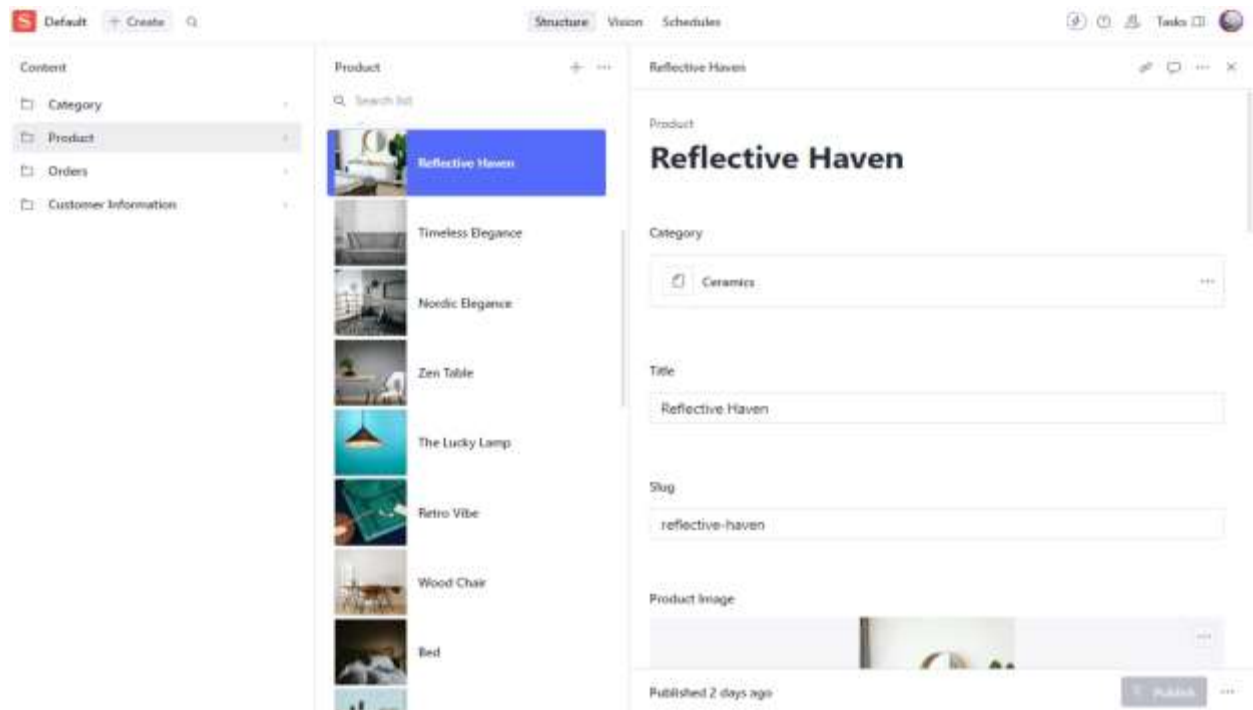 S Default + Create
Structure Vision Schedules
Tasks
Content
Category
Product
Orders
Customer Information
Product
Search list
Reflective Haven
Timeless Elegance
Nordic Elegance
Zen Table
The Lucky Lamp
Retro Vibe
Wood Chair
Bed
Reflective Haven
Product
Reflective Haven
Category
Ceramics
Title
Reflective Haven
Slug
reflective-haven
Product Image
Published 2 days ago
Publish